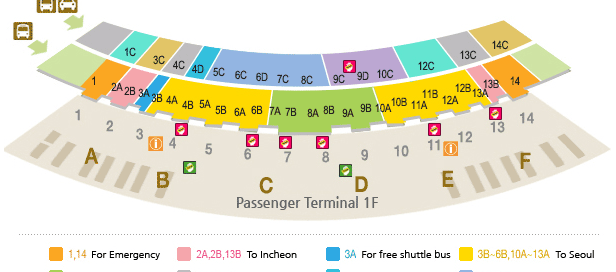 1C 3C 4C 4D 5C 6C 6D 7C 8C 9C 9D 10C 12C 13C 14C
1 2A 2B 3A 3B 4A 4B 5A 5B 6A 6B 7A 7B 8A 8B 9A 9B 10A 10B 11A 11B 12A 12B 13A 13B 14
1 2 3 4 5 6 7 8 9 10 11 12 13 14
A B C D E F
Passenger Terminal 1F
1,14 For Emergency 2A,2B,13B To Incheon 3A For free shuttle bus 3B~6B,10A~13A To Seoul